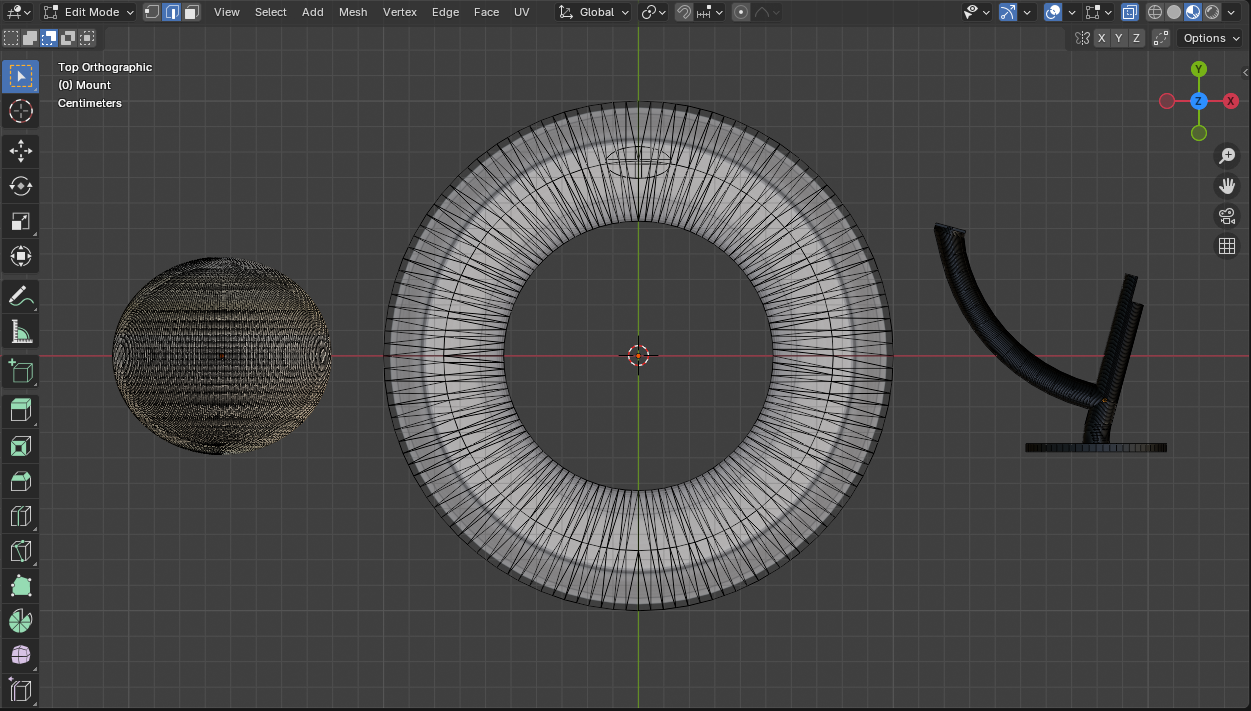 Edit Mode View Select Add Mesh Vertex Edge Face UV Global
X Y Z Options
Top Orthographic
(0) Mount
Centimeters
Y
Z X